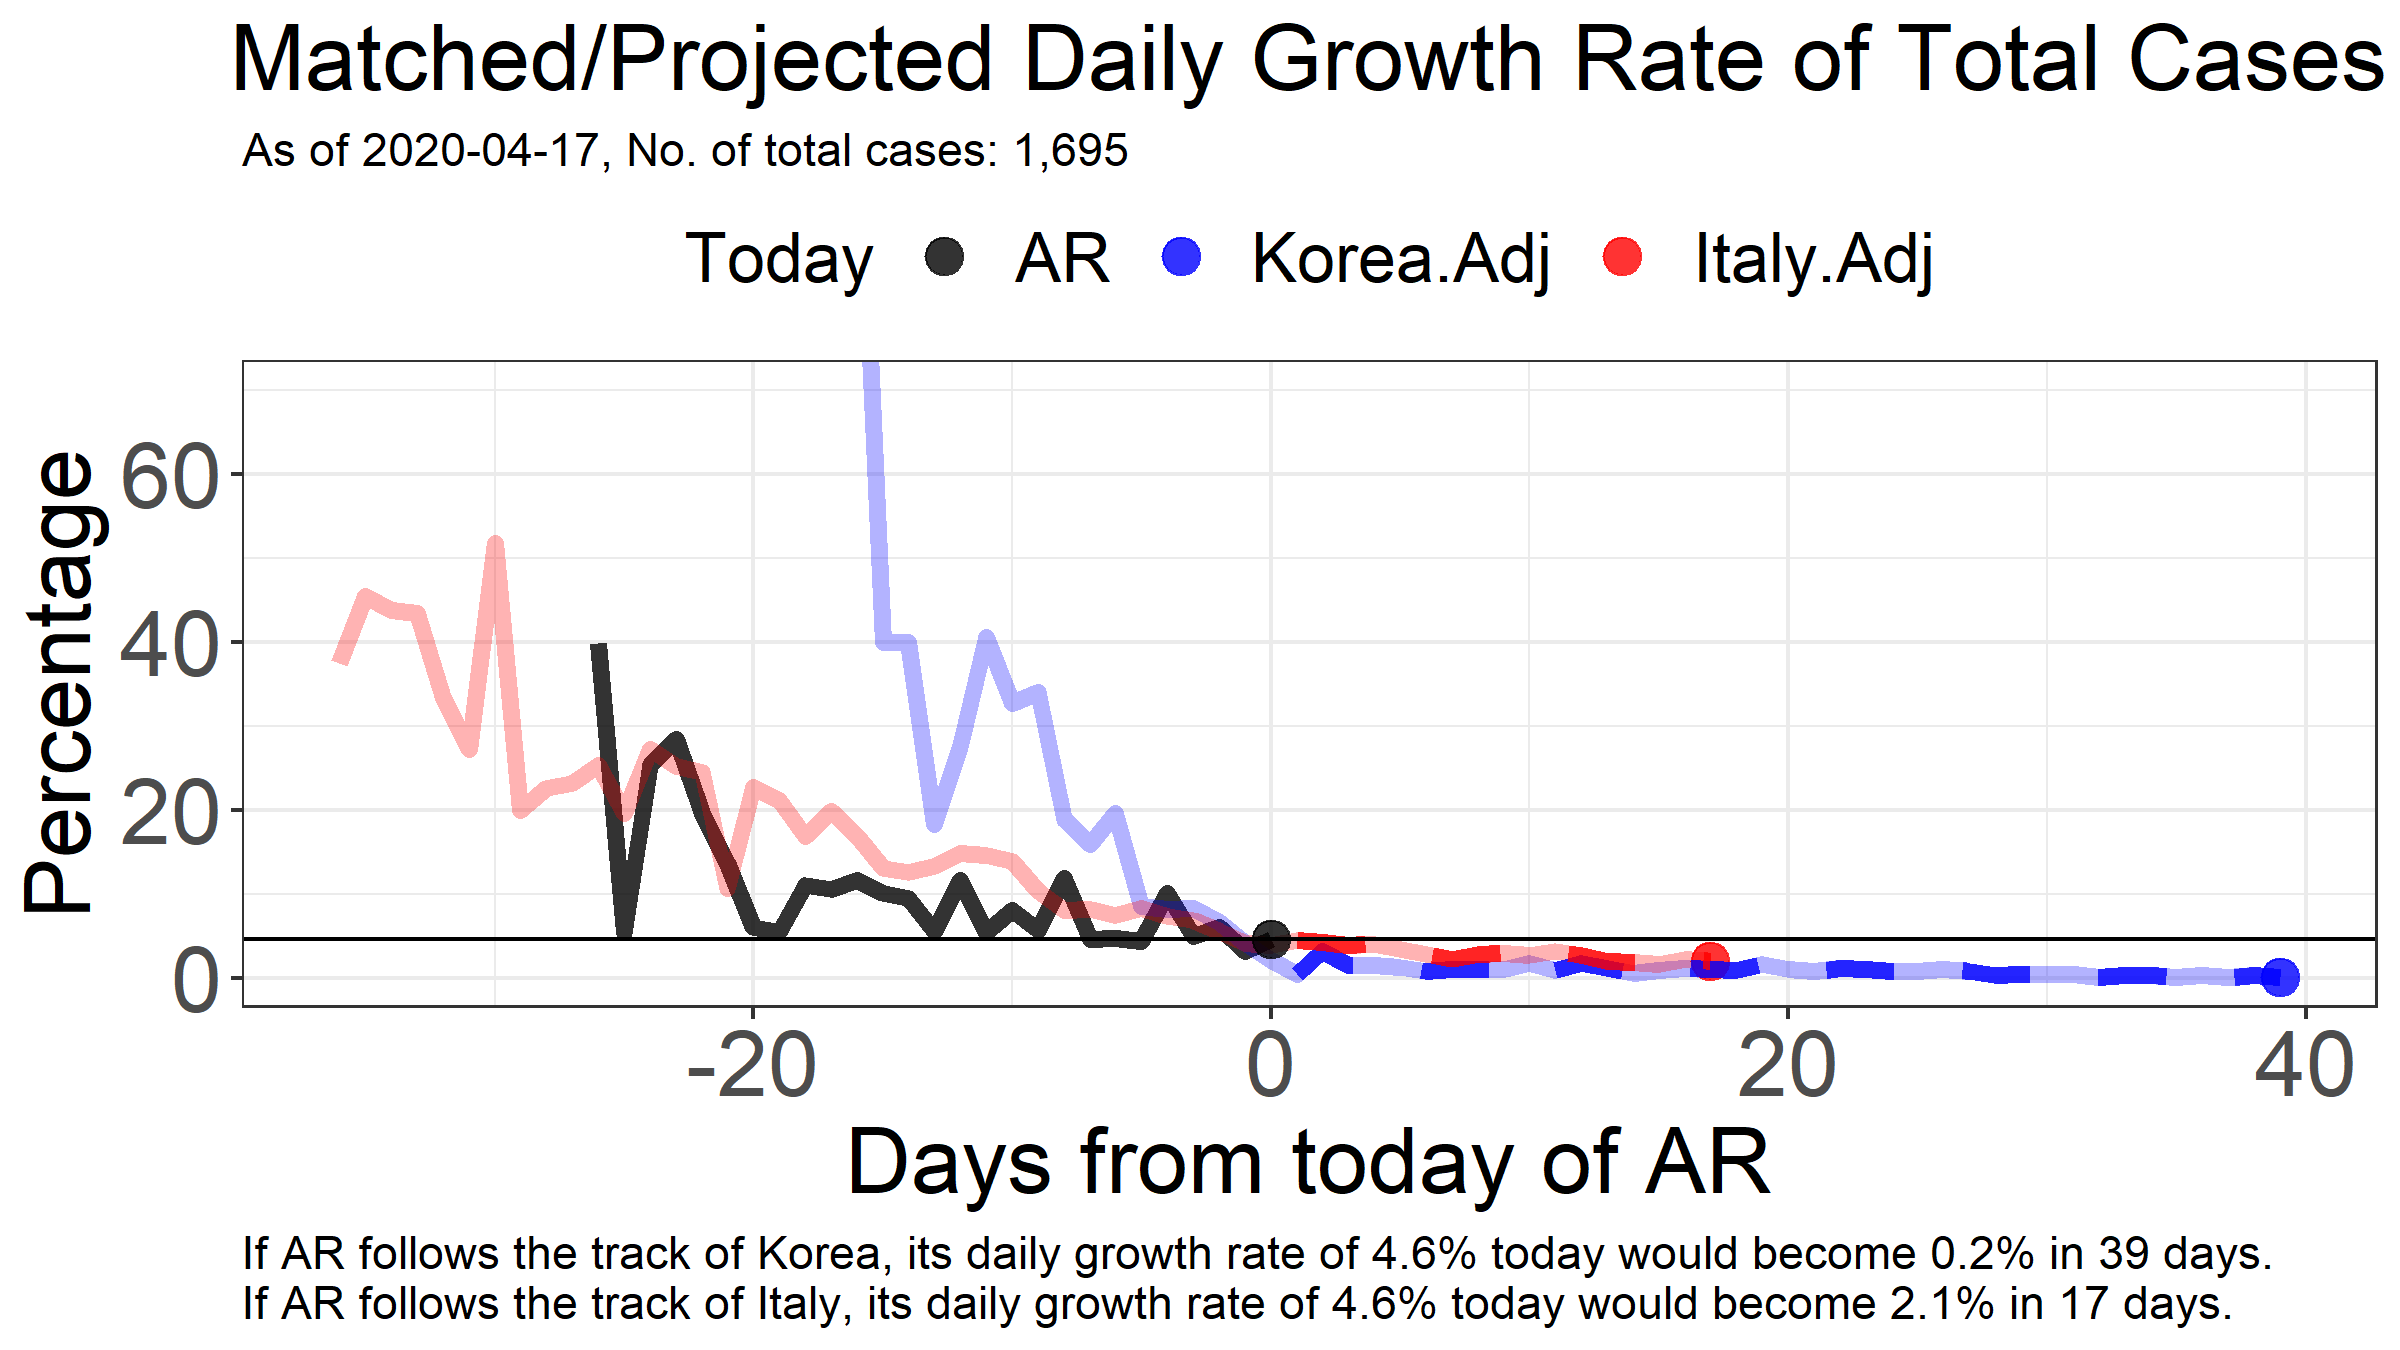 Matched/Projected Daily Growth Rate of Total Cases
As of 2020-04-17, No. of total cases: 1,695
Today AR Korea.Adj Italy.Adj
Percentage
60
40
20
0
-20 0 20 40
Days from today of AR
If AR follows the track of Korea, its daily growth rate of 4.6% today would become 0.2% in 39 days.
If AR follows the track of Italy, its daily growth rate of 4.6% today would become 2.1% in 17 days.